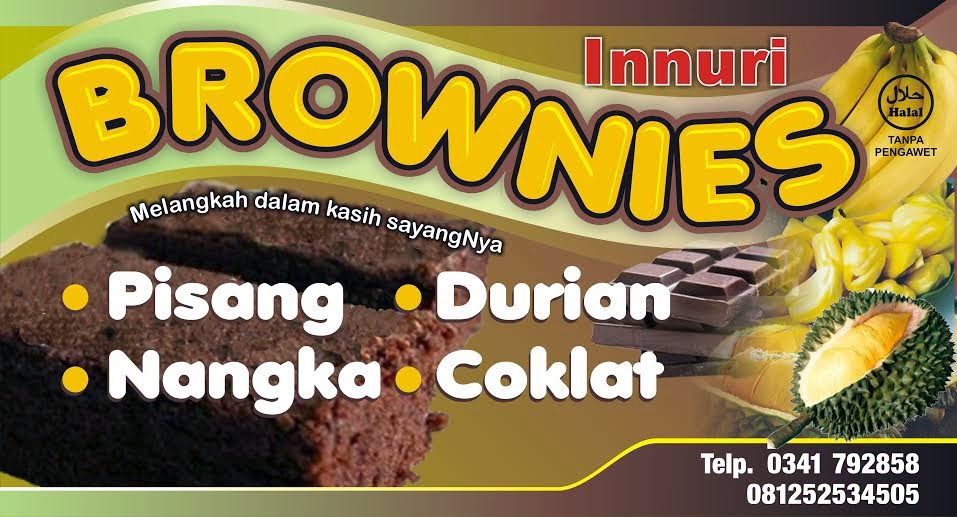 Innuri
BROWNIES
حلال
Halal
TANPA
PENGAWET
Melangkah dalam kasih sayangNya
• Pisang • Durian
• Nangka • Coklat
Telp. 0341 792858
081252534505